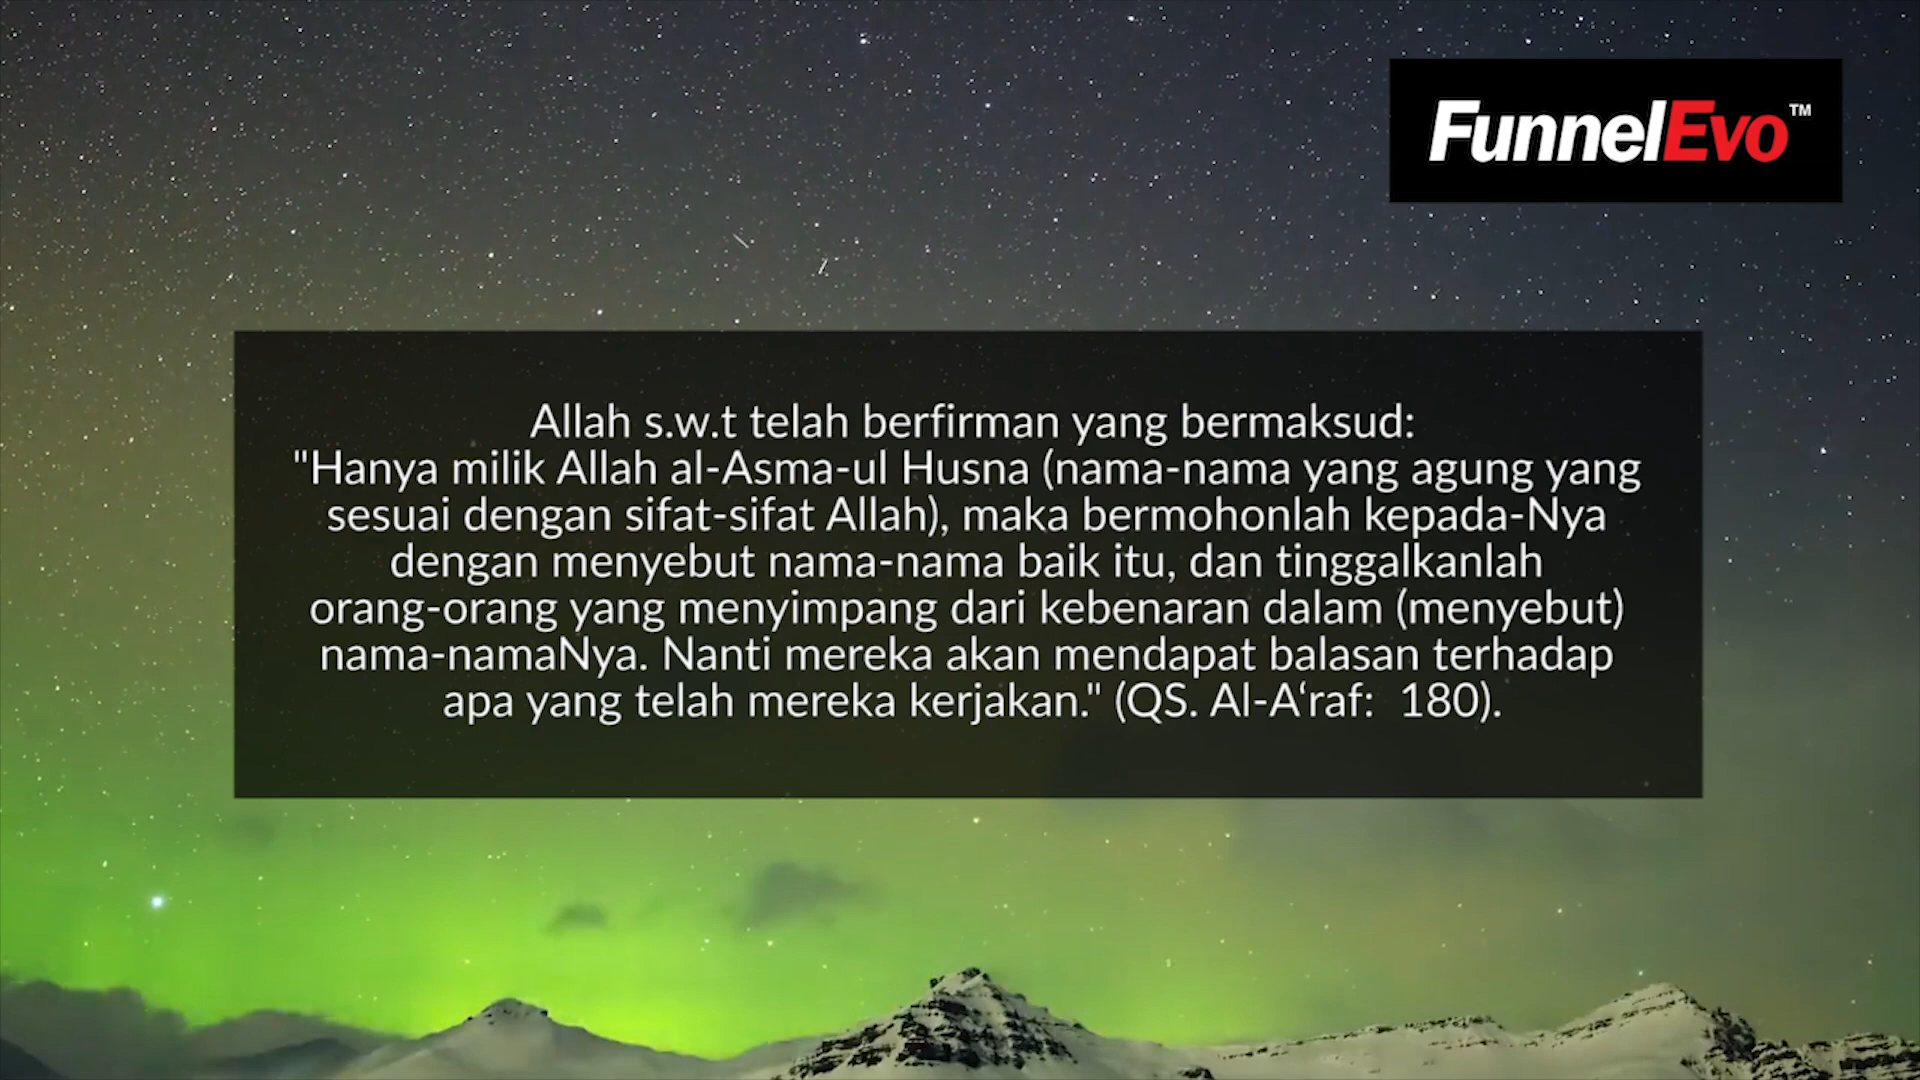 FunnelEvo™
Allah s.w.t telah berfirman yang bermaksud:
"Hanya milik Allah al-Asma-ul Husna (nama-nama yang agung yang
sesuai dengan sifat-sifat Allah), maka bermohonlah kepada-Nya
dengan menyebut nama-nama baik itu, dan tinggalkanlah
orang-orang yang menyimpang dari kebenaran dalam (menyebut)
nama-namaNya. Nanti mereka akan mendapat balasan terhadap
apa yang telah mereka kerjakan." (QS. Al-A‘raf:  180).